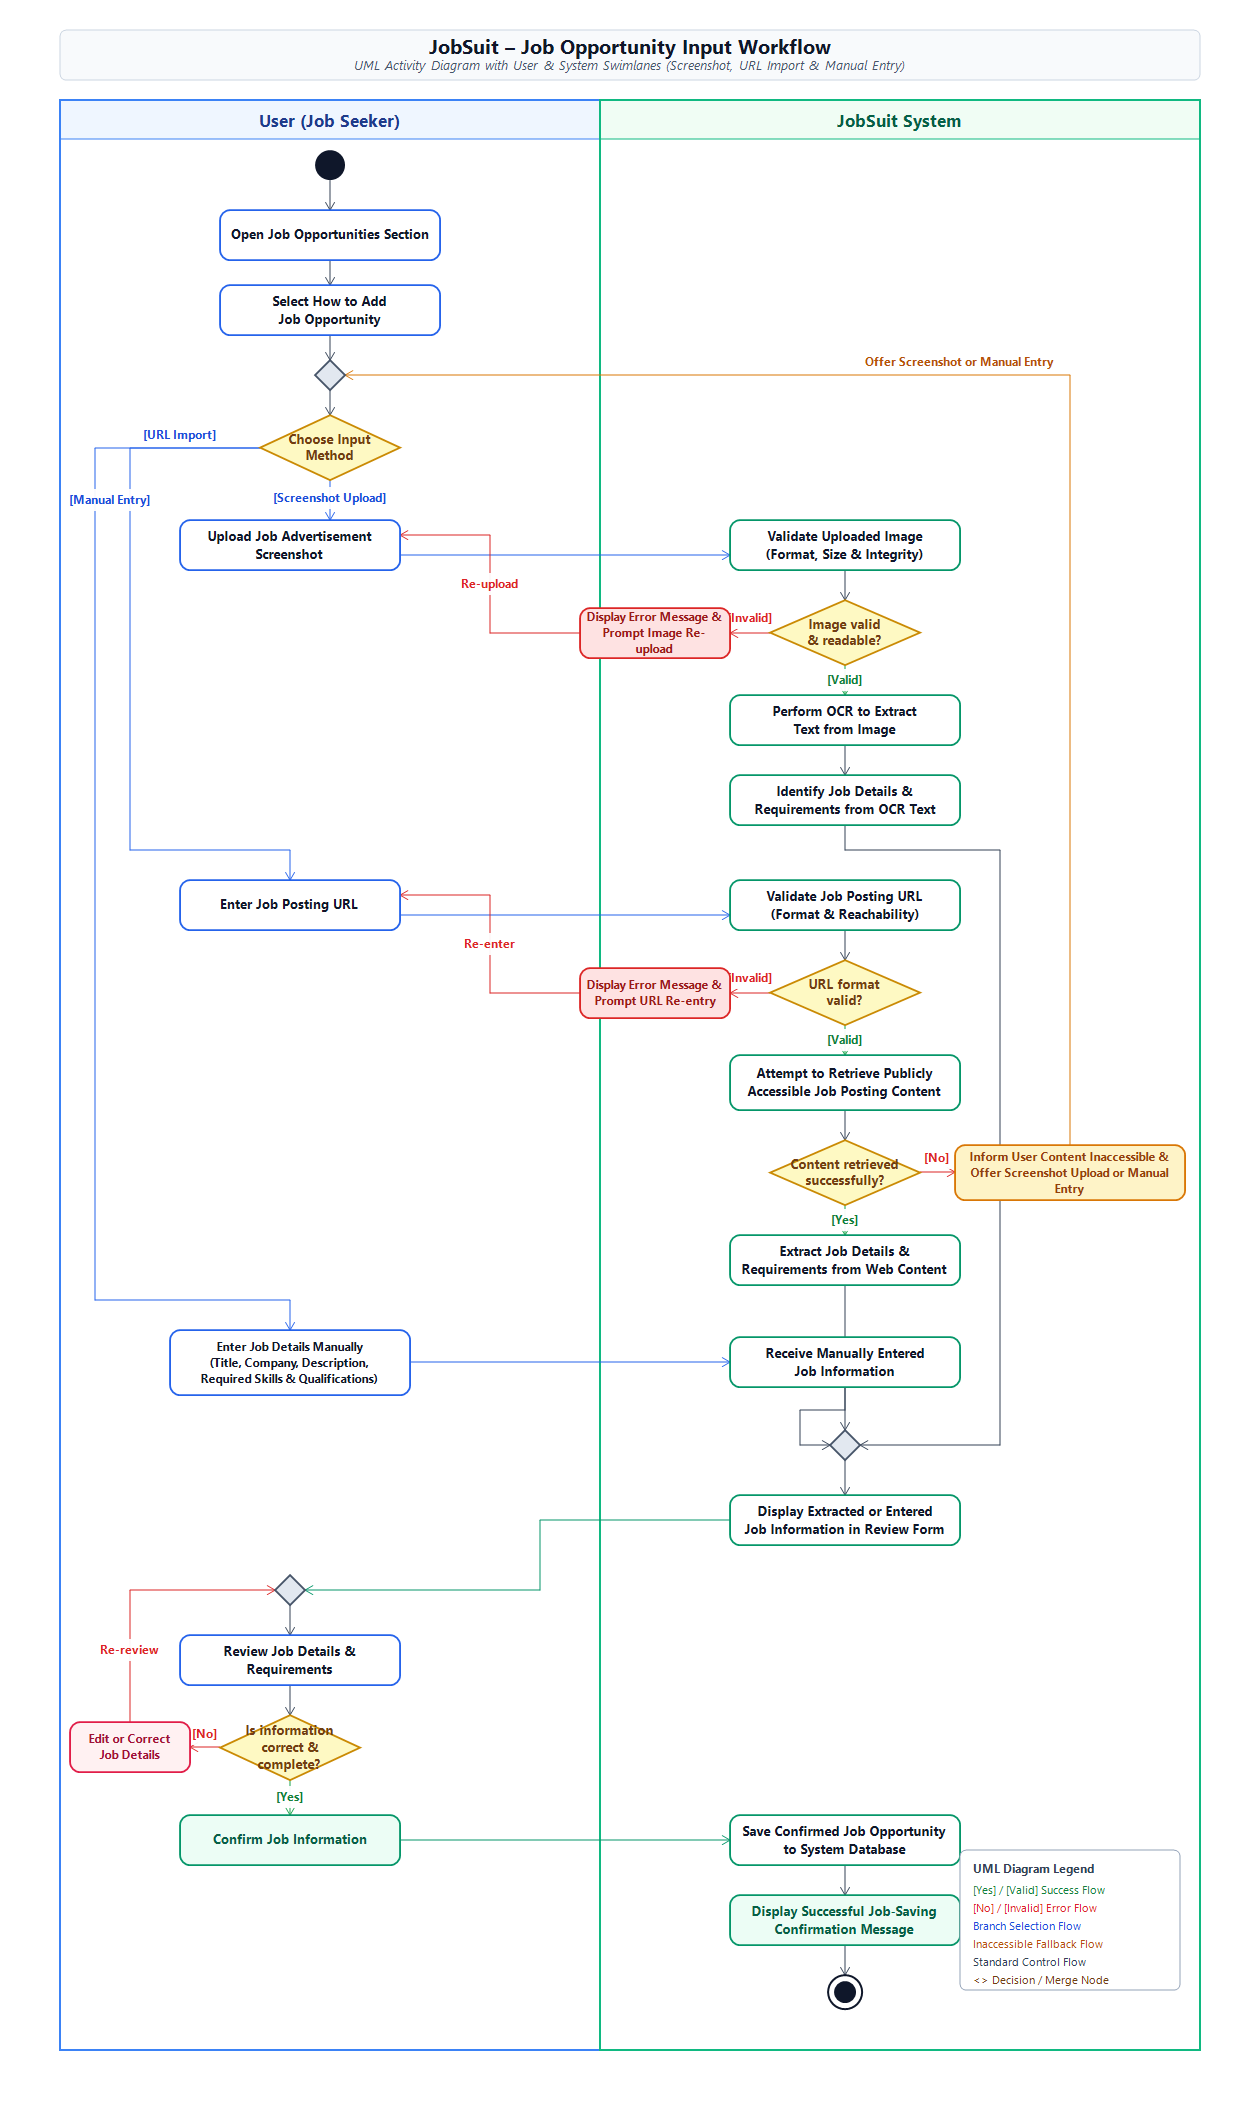 JobSuit – Job Opportunity Input Workflow
UML Activity Diagram with User & System Swimlanes (Screenshot, URL Import & Manual Entry)
User (Job Seeker)
JobSuit System
Open Job Opportunities Section
Select How to Add
Job Opportunity
Offer Screenshot or Manual Entry
Choose Input
Method
[URL Import]
[Manual Entry]
[Screenshot Upload]
Upload Job Advertisement
Screenshot
Validate Uploaded Image
(Format, Size & Integrity)
Re-upload
Display Error Message &
Prompt Image Re-
upload
[Invalid]
Image valid
& readable?
[Valid]
Perform OCR to Extract
Text from Image
Identify Job Details &
Requirements from OCR Text
Enter Job Posting URL
Validate Job Posting URL
(Format & Reachability)
Re-enter
Display Error Message &
Prompt URL Re-entry
[Invalid]
URL format
valid?
[Valid]
Attempt to Retrieve Publicly
Accessible Job Posting Content
Content retrieved
successfully?
[No]
Inform User Content Inaccessible &
Offer Screenshot Upload or Manual
Entry
[Yes]
Extract Job Details &
Requirements from Web Content
Enter Job Details Manually
(Title, Company, Description,
Required Skills & Qualifications)
Receive Manually Entered
Job Information
Display Extracted or Entered
Job Information in Review Form
Re-review
Review Job Details &
Requirements
Edit or Correct
Job Details
[No]
Is information
correct &
complete?
[Yes]
Confirm Job Information
Save Confirmed Job Opportunity
to System Database
Display Successful Job-Saving
Confirmation Message
UML Diagram Legend
[Yes] / [Valid] Success Flow
[No] / [Invalid] Error Flow
Branch Selection Flow
Inaccessible Fallback Flow
Standard Control Flow
<> Decision / Merge Node